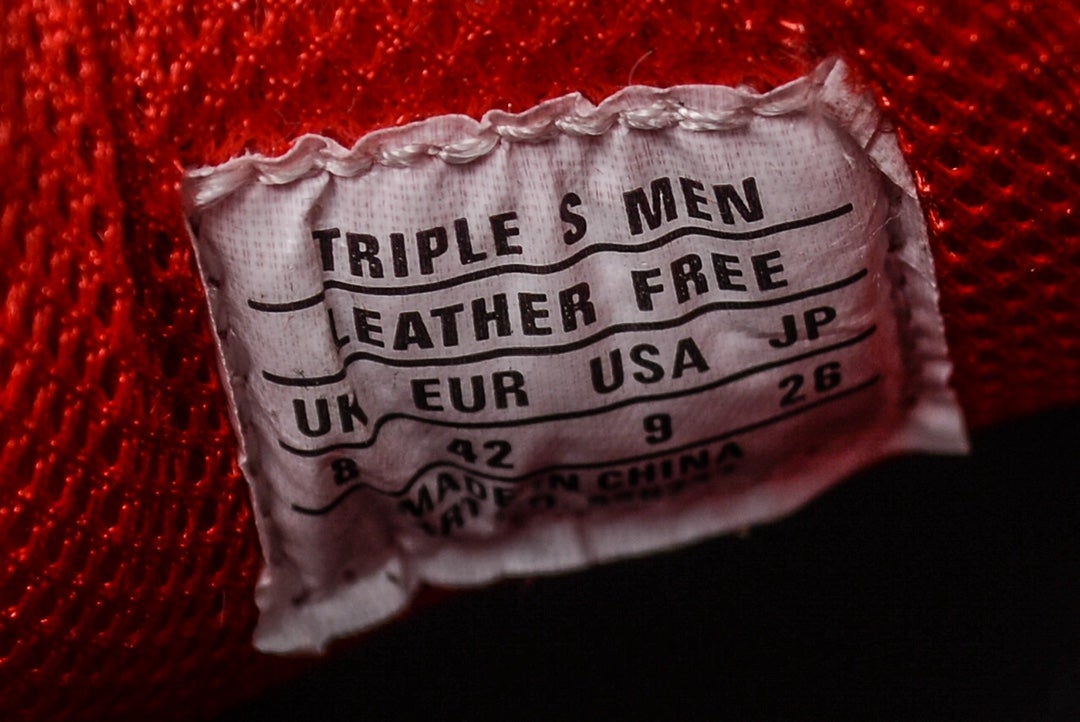 TRIPLE S MEN
LEATHER FREE
UK EUR USA JP
8 42 9 26
MADE IN CHINA